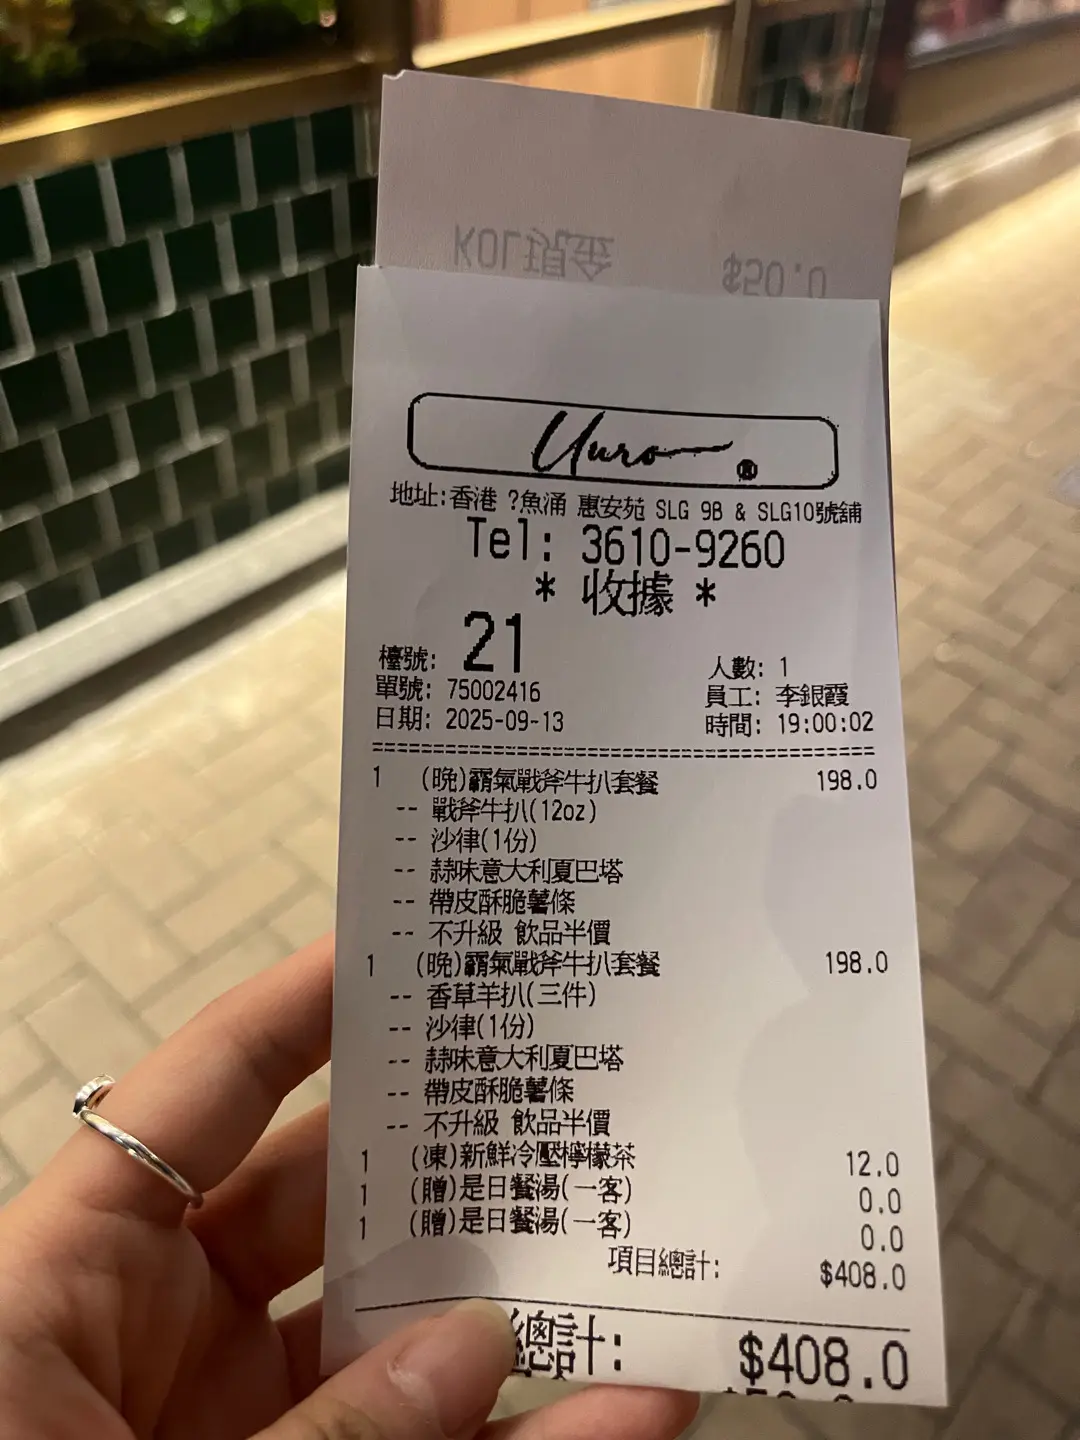 KOL現金 $50.0
Yuro ®
地址:香港 ?魚涌 惠安苑 SLG 9B & SLG10號舖
Tel: 3610-9260
* 收據 *
檯號: 21 人數: 1
單號: 75002416 員工: 李銀霞
日期: 2025-09-13 時間: 19:00:02
==========================================
1 (晚)霸氣戰斧牛扒套餐 198.0
-- 戰斧牛扒(12oz)
-- 沙律(1份)
-- 蒜味意大利夏巴塔
-- 帶皮酥脆薯條
-- 不升級 飲品半價
1 (晚)霸氣戰斧牛扒套餐 198.0
-- 香草羊扒(三件)
-- 沙律(1份)
-- 蒜味意大利夏巴塔
-- 帶皮酥脆薯條
-- 不升級 飲品半價
1 (凍)新鮮冷壓檸檬茶 12.0
1 (贈)是日餐湯(一客) 0.0
1 (贈)是日餐湯(一客) 0.0
項目總計: $408.0
總計: $408.0